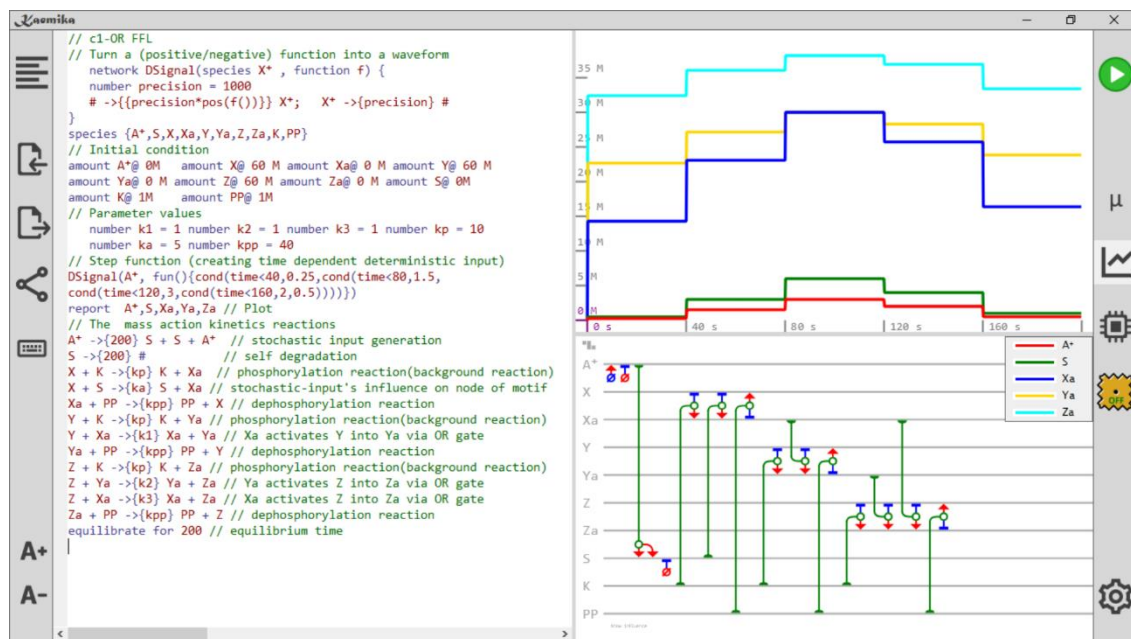 Kaemika
// c1-OR FFL
// Turn a (positive/negative) function into a waveform
network DSignal(species X⁺ , function f) {
number precision = 1000
# ->{{precision*pos(f())}} X⁺; X⁺ ->{precision} #
}
species {A⁺,S,X,Xa,Y,Ya,Z,Za,K,PP}
// Initial condition
amount A⁺@ 0M amount X@ 60 M amount Xa@ 0 M amount Y@ 60 M
amount Ya@ 0 M amount Z@ 60 M amount Za@ 0 M amount S@ 0M
amount K@ 1M amount PP@ 1M
// Parameter values
number k1 = 1 number k2 = 1 number k3 = 1 number kp = 10
number ka = 5 number kpp = 40
// Step function (creating time dependent deterministic input)
DSignal(A⁺, fun(){cond(time<40,0.25,cond(time<80,1.5,
cond(time<120,3,cond(time<160,2,0.5))))})
report A⁺,S,Xa,Ya,Za // Plot
// The mass action kinetics reactions
A⁺ ->{200} S + S + A⁺ // stochastic input generation
S ->{200} # // self degradation
X + K ->{kp} K + Xa // phosphorylation reaction(background reaction)
X + S ->{ka} S + Xa // stochastic-input's influence on node of motif
Xa + PP ->{kpp} PP + X // dephosphorylation reaction
Y + K ->{kp} K + Ya // phosphorylation reaction(background reaction)
Y + Xa ->{k1} Xa + Ya // Xa activates Y into Ya via OR gate
Ya + PP ->{kpp} PP + Y // dephosphorylation reaction
Z + K ->{kp} K + Za // phosphorylation reaction(background reaction)
Z + Ya ->{k2} Ya + Za // Ya activates Z into Za via OR gate
Z + Xa ->{k3} Xa + Za // Xa activates Z into Za via OR gate
Za + PP ->{kpp} PP + Z // dephosphorylation reaction
equilibrate for 200 // equilibrium time
A+
A-
35 M
30 M
25 M
20 M
15 M
10 M
5 M
0 M
0 s 40 s 80 s 120 s 160 s
A⁺
S
Xa
Ya
Za
A⁺
X
Xa
Y
Ya
Z
Za
S
K
PP
μ
OFF